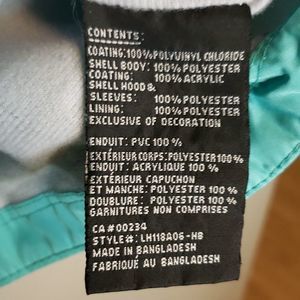 CONTENTS:
COATING:100%POLYVINYL CHLORIDE
SHELL BODY: 100%POLYESTER
COATING: 100%ACRYLIC
SHELL HOOD&
SLEEVES: 100%POLYESTER
LINING: 100%POLYESTER
EXCLUSIVE OF DECORATION
ENDUIT: PVC 100%
EXTÉRIEUR CORPS:POLYESTER 100%
ENDUIT: ACRYLIQUE 100 %
EXTÉRIEUR CAPUCHON
ET MANCHE: POLYESTER 100%
DOUBLURE: POLYESTER 100%
GARNITURES NON COMPRISES
CA#00234
STYLE#: LH118A06-HB
MADE IN BANGLADESH
FABRIQUÉ AU BANGLADESH